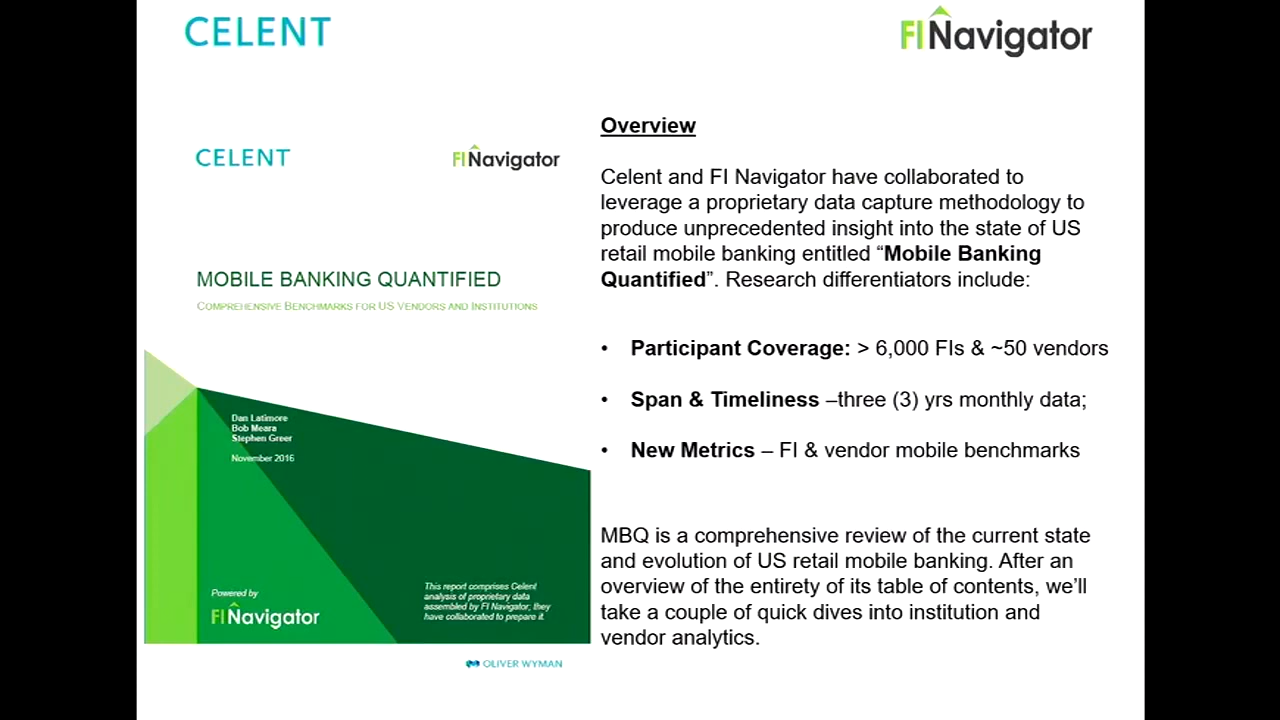 CELENT
FI Navigator
CELENT
FI Navigator
MOBILE BANKING QUANTIFIED
COMPREHENSIVE BENCHMARKS FOR US VENDORS AND INSTITUTIONS
Dan Latimore
Bob Meara
Stephen Greer
November 2016
Powered by
FI Navigator
This report comprises Celent
analysis of proprietary data
assembled by FI Navigator; they
have collaborated to prepare it.
OLIVER WYMAN
Overview
Celent and FI Navigator have collaborated to
leverage a proprietary data capture methodology to
produce unprecedented insight into the state of US
retail mobile banking entitled “Mobile Banking
Quantified”. Research differentiators include:
• Participant Coverage: > 6,000 FIs & ~50 vendors
• Span & Timeliness –three (3) yrs monthly data;
• New Metrics – FI & vendor mobile benchmarks
MBQ is a comprehensive review of the current state
and evolution of US retail mobile banking. After an
overview of the entirety of its table of contents, we’ll
take a couple of quick dives into institution and
vendor analytics.